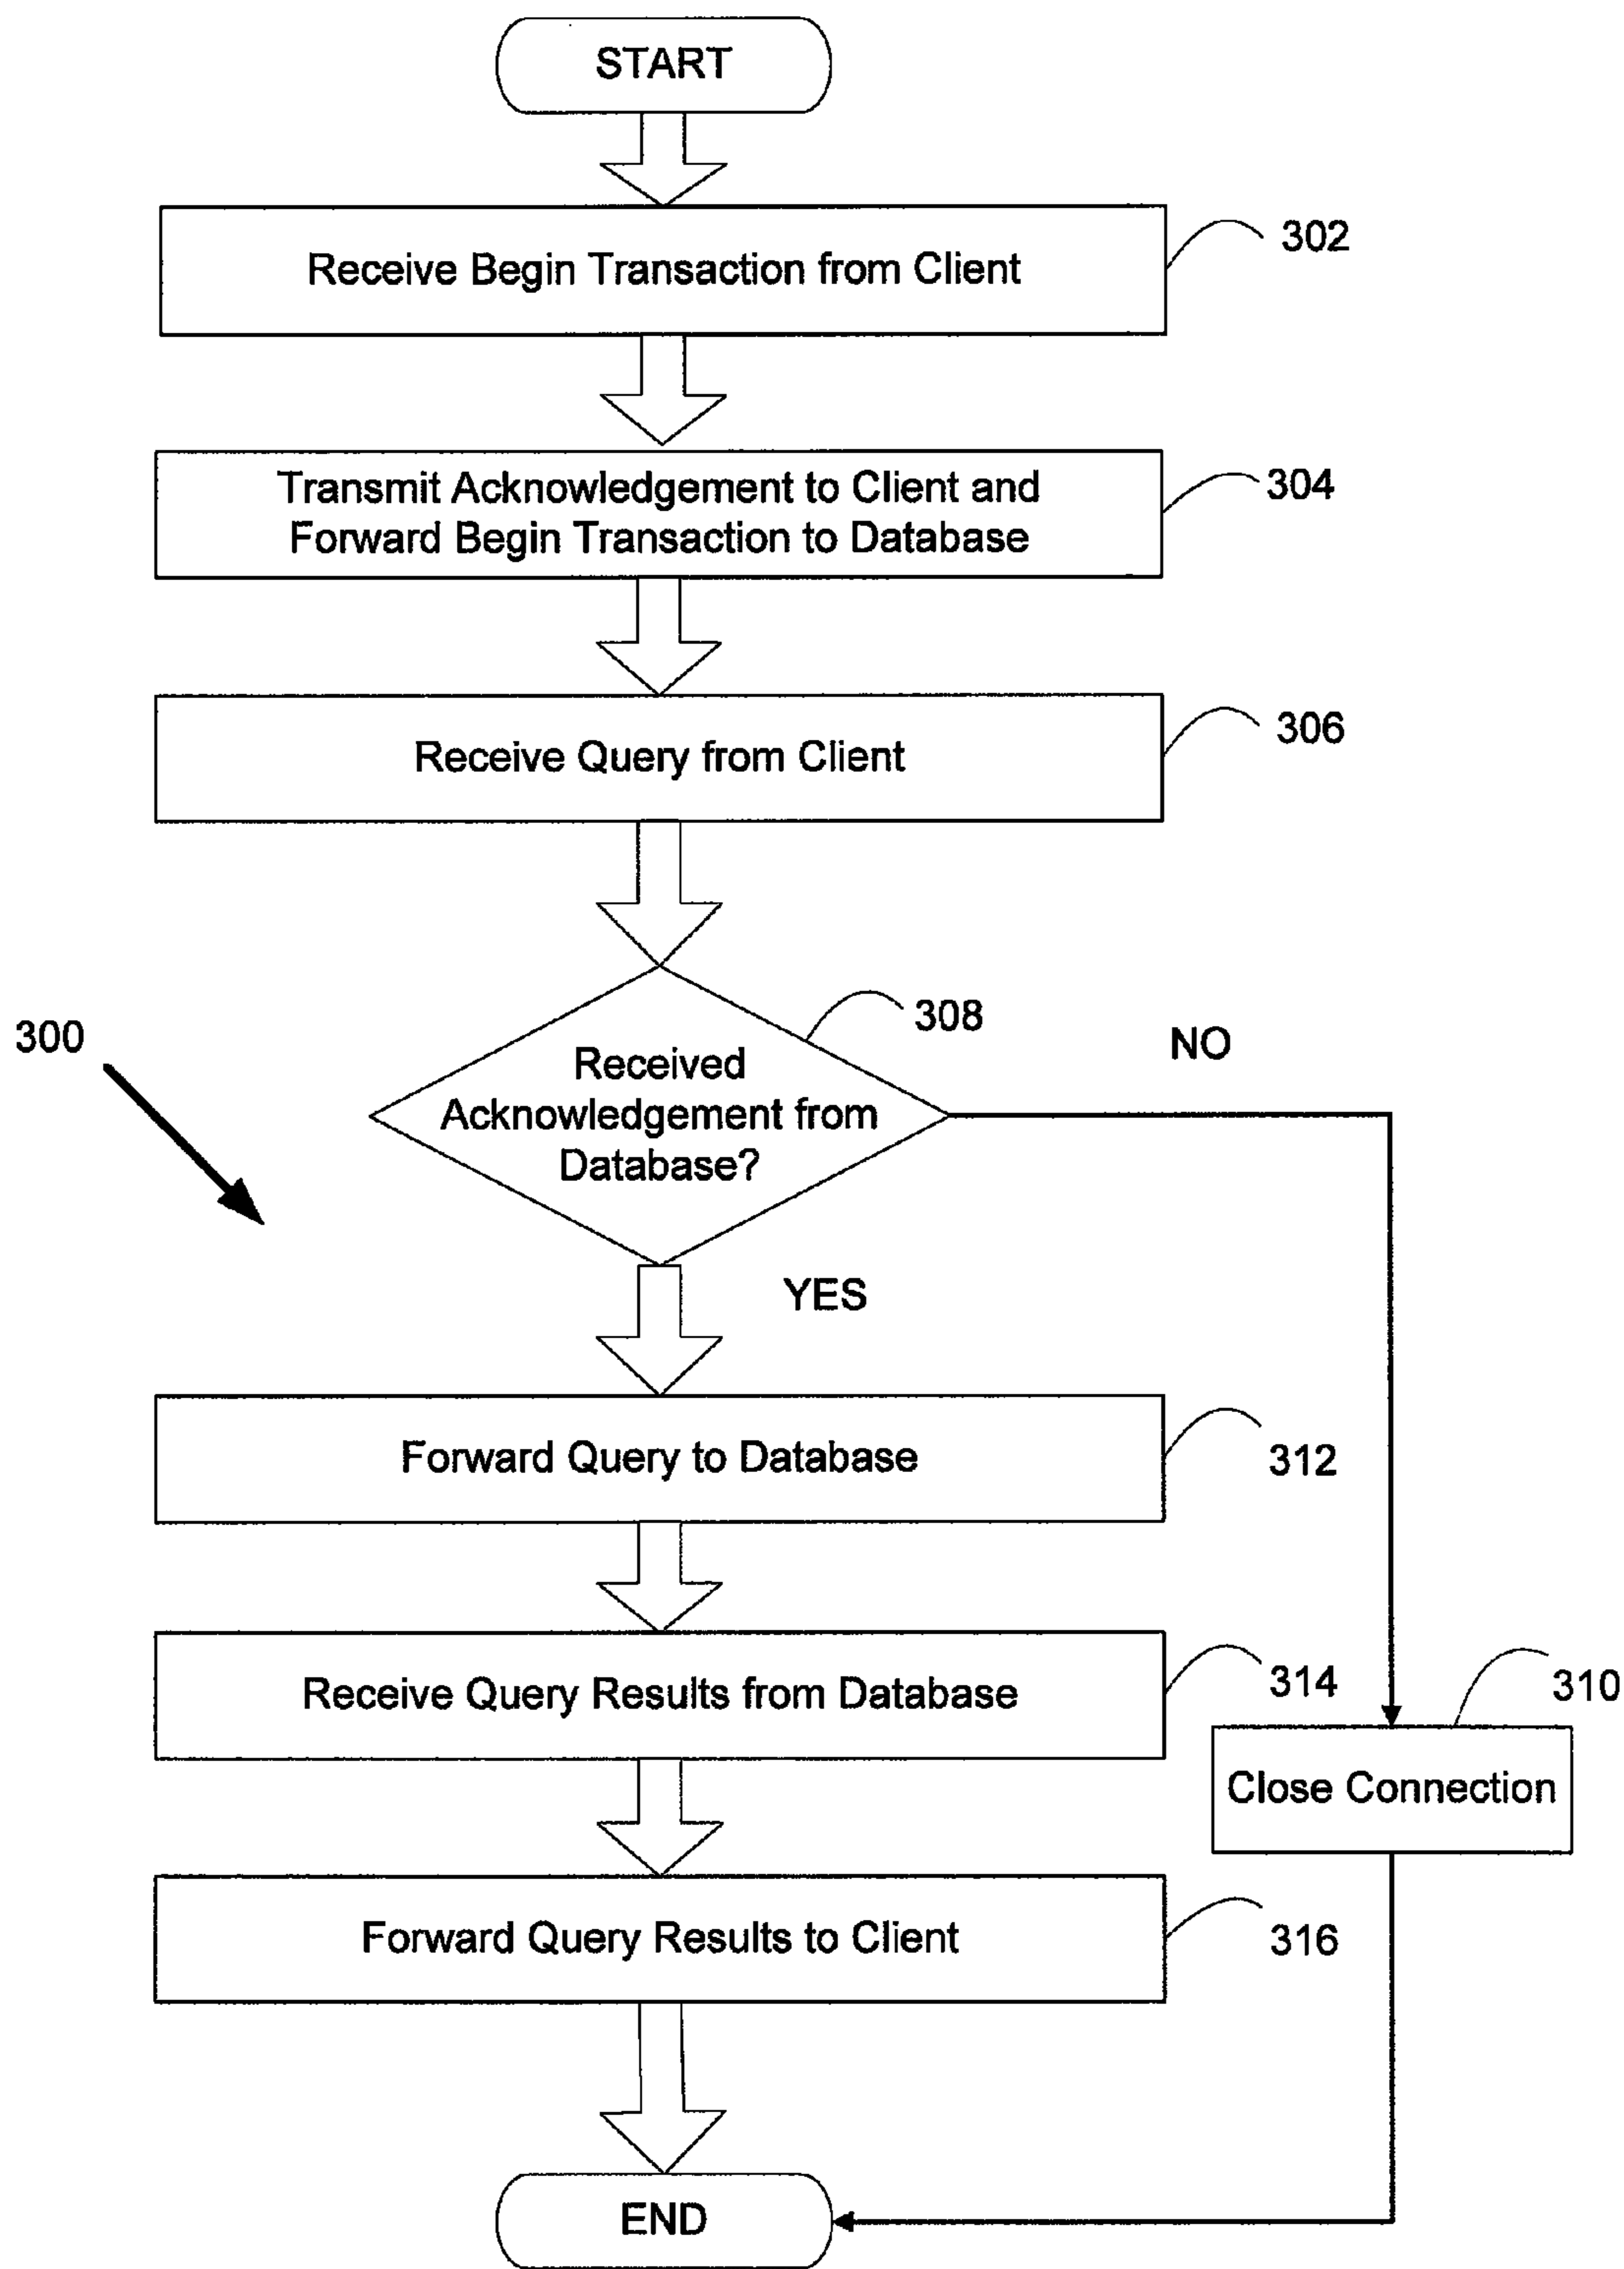 START
Receive Begin Transaction from Client
302
Transmit Acknowledgement to Client and
Forward Begin Transaction to Database
304
Receive Query from Client
306
300
308
Received
Acknowledgement from
Database?
NO
YES
Forward Query to Database
312
Receive Query Results from Database
314
310
Close Connection
Forward Query Results to Client
316
END